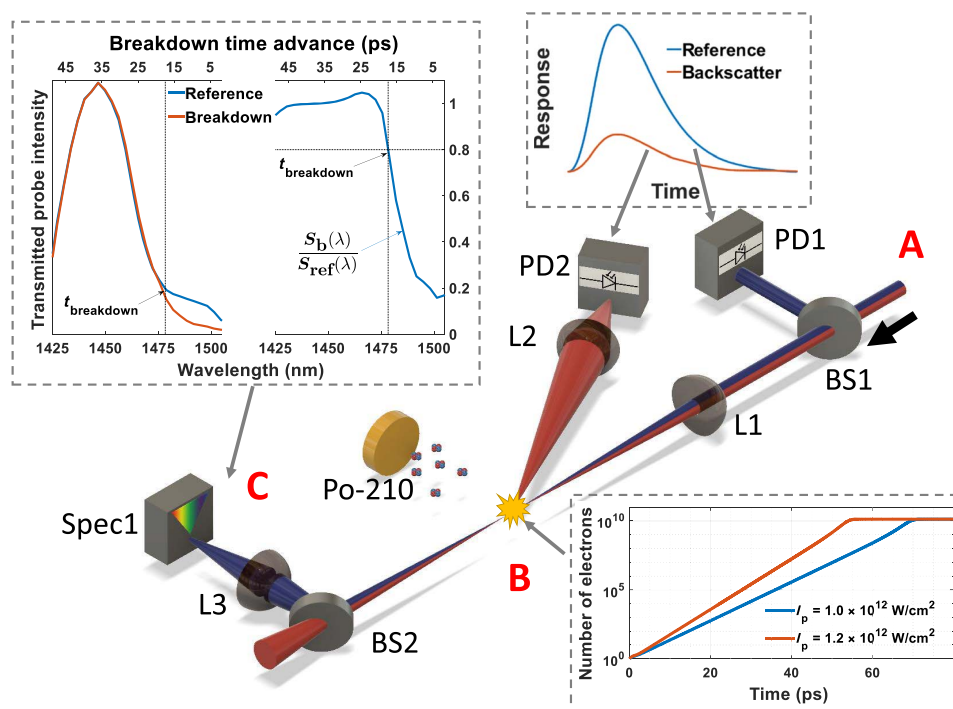 Breakdown time advance (ps)
45 35 25 15 5 45 35 25 15 5
Transmitted probe intensity
Reference
Breakdown
t breakdown
t breakdown
S_b(λ)
S_ref(λ)
1
0.8
0.6
0.4
0.2
0
1425 1450 1475 1500 1425 1450 1475 1500
Wavelength (nm)
Response
Reference
Backscatter
Time
PD2
PD1
A
L2
BS1
L1
Po-210
C
Spec1
B
L3
BS2
Number of electrons
10^10
10^5
10^0
I_p = 1.0 × 10^12 W/cm^2
I_p = 1.2 × 10^12 W/cm^2
0 20 40 60
Time (ps)